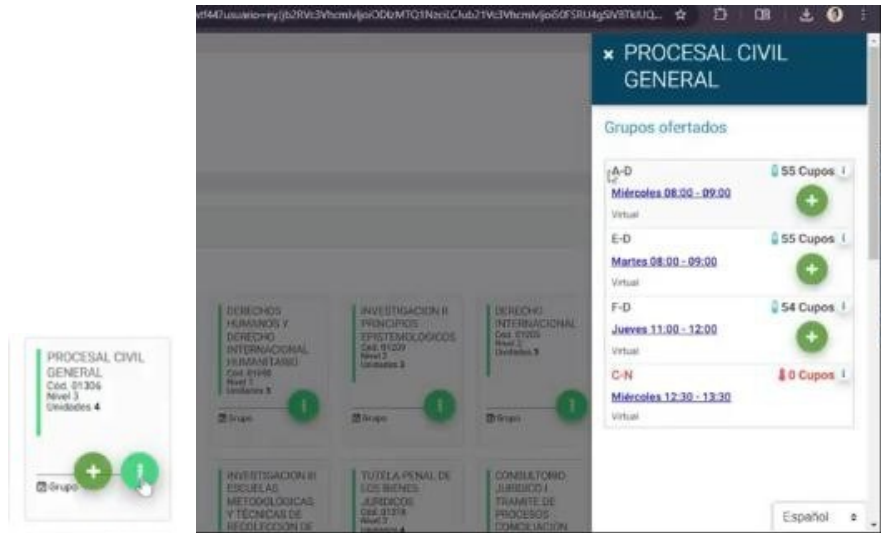 PROCESAL CIVIL
GENERAL
Cód. 01306
Nivel 3
Unidades 4
Grupo
× PROCESAL CIVIL
GENERAL
Grupos ofertados
A-D
55 Cupos
Miércoles 08:00 - 09:00
Virtual
E-D
55 Cupos
Martes 08:00 - 09:00
Virtual
F-D
54 Cupos
Jueves 11:00 - 12:00
Virtual
C-N
0 Cupos
Miércoles 12:30 - 13:30
Virtual
DERECHOS
HUMANOS Y
DERECHO
INTERNACIONAL
HUMANITARIO
Grupo
INVESTIGACION II
PRINCIPIOS
EPISTEMOLOGICOS
Grupo
DERECHO
INTERNACIONAL
Grupo
INVESTIGACION III
ESCUELAS
METODOLOGICAS
Y TÉCNICAS DE
RECOLECCIÓN DE
TUTELA PENAL DE
LOS BIENES
JURIDICOS
CONSULTORIO
JURIDICO I
TRAMITE DE
PROCESOS
CONCILIACIÓN
Español